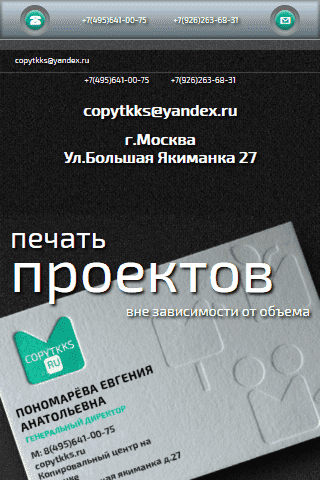 +7(495)641-00-75 +7(926)263-68-31
copytkks@yandex.ru
+7(495)641-00-75 +7(926)263-68-31
copytkks@yandex.ru
г.Москва
Ул.Большая Якиманка 27
печать
проектов
вне зависимости от объема
COPYTKKS
RU
ПОНОМАРЁВА ЕВГЕНИЯ
АНАТОЛЬЕВНА
ГЕНЕРАЛЬНЫЙ ДИРЕКТОР
М: 8(495)641-00-75
copytkks.ru
Копировальный центр на
якиманка д.27